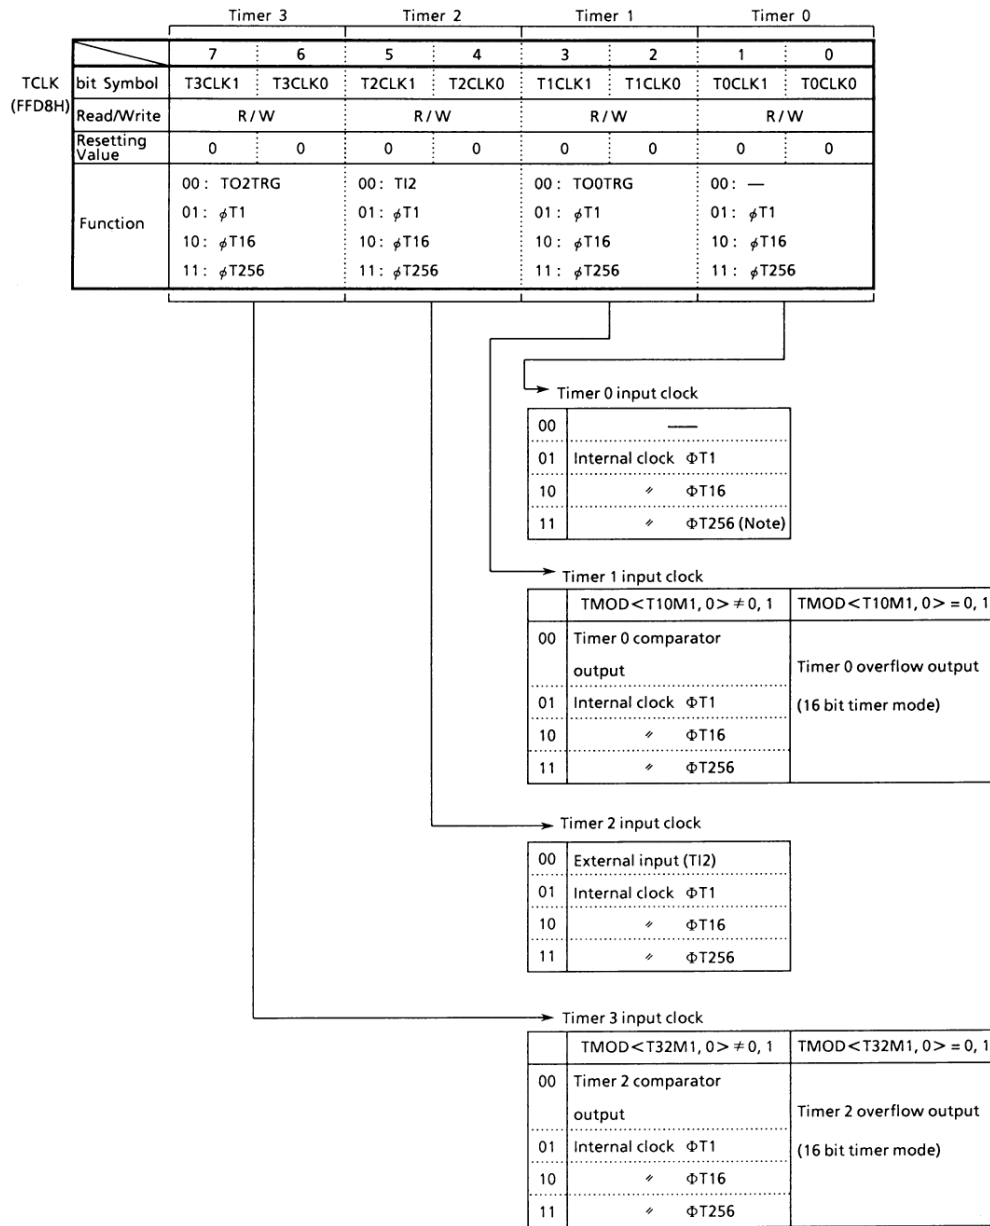 Timer 3 Timer 2 Timer 1 Timer 0
7 6 5 4 3 2 1 0
TCLK bit Symbol T3CLK1 T3CLK0 T2CLK1 T2CLK0 T1CLK1 T1CLK0 T0CLK1 T0CLK0
(FFD8H) Read/Write R/W R/W R/W R/W
Resetting Value 0 0 0 0 0 0 0 0
Function
00: TO2TRG 00: TI2 00: TO0TRG 00: —
01: φT1 01: φT1 01: φT1 01: φT1
10: φT16 10: φT16 10: φT16 10: φT16
11: φT256 11: φT256 11: φT256 11: φT256
Timer 0 input clock
00 ——
01 Internal clock ΦT1
10 〃 ΦT16
11 〃 ΦT256 (Note)
Timer 1 input clock
TMOD<T10M1, 0> ≠ 0, 1 TMOD<T10M1, 0> = 0, 1
00 Timer 0 comparator
output
01 Internal clock ΦT1
10 〃 ΦT16
11 〃 ΦT256
Timer 0 overflow output
(16 bit timer mode)
Timer 2 input clock
00 External input (TI2)
01 Internal clock ΦT1
10 〃 ΦT16
11 〃 ΦT256
Timer 3 input clock
TMOD<T32M1, 0> ≠ 0, 1 TMOD<T32M1, 0> = 0, 1
00 Timer 2 comparator
output
01 Internal clock ΦT1
10 〃 ΦT16
11 〃 ΦT256
Timer 2 overflow output
(16 bit timer mode)